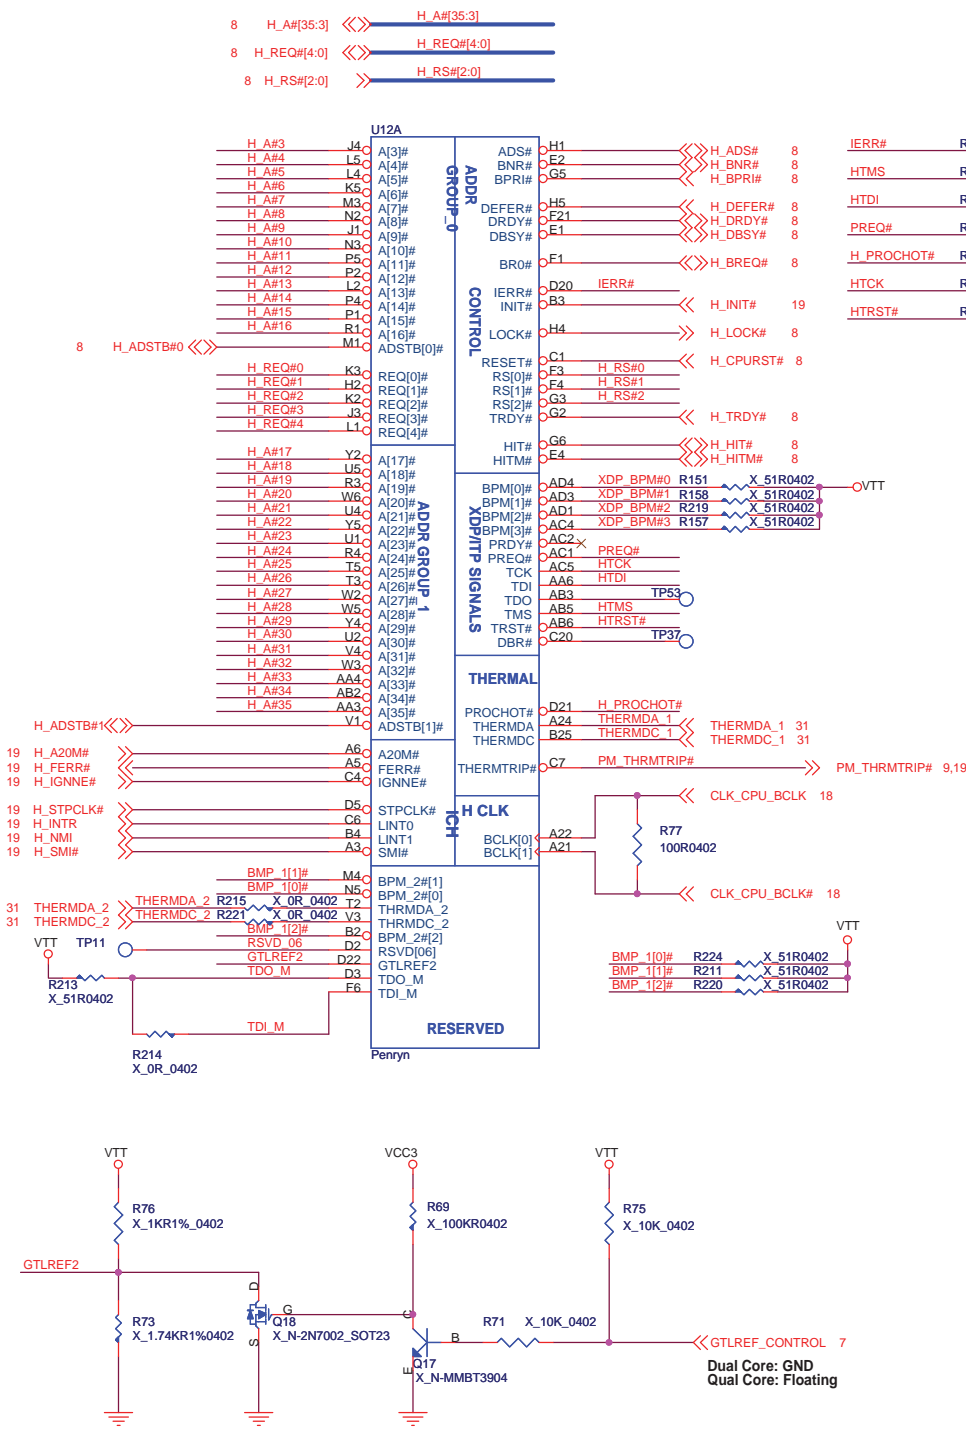 8 H_A#[35:3] H_A#[35:3]
8 H_REQ#[4:0] H_REQ#[4:0]
8 H_RS#[2:0] H_RS#[2:0]
U12A
H_A#3 J4 A[3]# ADS# H1 H_ADS# 8 IERR# R
H_A#4 L5 A[4]# BNR# E2 H_BNR# 8
H_A#5 L4 A[5]# BPRI# G5 H_BPRI# 8 HTMS R
H_A#6 K5 A[6]#
H_A#7 M3 A[7]# DEFER# H5 H_DEFER# 8 HTDI R
H_A#8 N2 A[8]# DRDY# F21 H_DRDY# 8
H_A#9 J1 A[9]# DBSY# E1 H_DBSY# 8 PREQ# R
H_A#10 N3 A[10]#
H_A#11 P5 A[11]# BR0# F1 H_BREQ# 8 H_PROCHOT# R
H_A#12 P2 A[12]#
H_A#13 L2 A[13]# IERR# D20 IERR# HTCK R
H_A#14 P4 A[14]# INIT# B3 H_INIT# 19
H_A#15 P1 A[15]# HTRST# R
H_A#16 R1 A[16]# LOCK# H4 H_LOCK# 8
8 H_ADSTB#0 M1 ADSTB[0]#
ADDR GROUP_0
CONTROL
RESET# C1 H_CPURST# 8
H_REQ#0 K3 REQ[0]# RS[0]# F3 H_RS#0
H_REQ#1 H2 REQ[1]# RS[1]# F4 H_RS#1
H_REQ#2 K2 REQ[2]# RS[2]# G3 H_RS#2
H_REQ#3 J3 REQ[3]# TRDY# G2 H_TRDY# 8
H_REQ#4 L1 REQ[4]#
HIT# G6 H_HIT# 8
H_A#17 Y2 A[17]# HITM# E4 H_HITM# 8
H_A#18 U5 A[18]#
H_A#19 R3 A[19]# BPM[0]# AD4 XDP_BPM#0 R151 X_51R0402 VTT
H_A#20 W6 A[20]# BPM[1]# AD3 XDP_BPM#1 R158 X_51R0402
H_A#21 U4 A[21]# BPM[2]# AD1 XDP_BPM#2 R219 X_51R0402
H_A#22 Y5 A[22]# BPM[3]# AC4 XDP_BPM#3 R157 X_51R0402
H_A#23 U1 A[23]# PRDY# AC2
H_A#24 R4 A[24]# PREQ# AC1 PREQ#
H_A#25 T5 A[25]# TCK AC5 HTCK
H_A#26 T3 A[26]# TDI AA6 HTDI
H_A#27 W2 A[27]# TDO AB3 TP53
H_A#28 W5 A[28]# TMS AB5 HTMS
H_A#29 Y4 A[29]# TRST# AB6 HTRST#
H_A#30 U2 A[30]# DBR# C20 TP37
H_A#31 V4 A[31]#
H_A#32 W3 A[32]#
H_A#33 AA4 A[33]#
H_A#34 AB2 A[34]#
H_A#35 AA3 A[35]# PROCHOT# D21 H_PROCHOT#
H_ADSTB#1 V1 ADSTB[1]# THERMDA A24 THERMDA_1 THERMDA_1 31
THERMDC B25 THERMDC_1 THERMDC_1 31
ADDR GROUP_1
XDP/ITP SIGNALS
THERMAL
19 H_A20M# A6 A20M#
19 H_FERR# A5 FERR# THERMTRIP# C7 PM_THRMTRIP# PM_THRMTRIP# 9,19
19 H_IGNNE# C4 IGNNE#
19 H_STPCLK# D5 STPCLK# H CLK CLK_CPU_BCLK 18
19 H_INTR C6 LINT0
19 H_NMI B4 LINT1 BCLK[0] A22 R77
19 H_SMI# A3 SMI# BCLK[1] A21 100R0402
ICH
BMP_1[1]# M4 BPM_2#[1]
BMP_1[0]# N5 BPM_2#[0] CLK_CPU_BCLK# 18
31 THERMDA_2 THERMDA_2 R215 X_0R_0402 T2 THRMDA_2
31 THERMDC_2 THERMDC_2 R221 X_0R_0402 V3 THRMDC_2
BMP_1[2]# B2 BPM_2#[2]
VTT TP11 RSVD_06 D2 RSVD[06] VTT
GTLREF2 D22 GTLREF2 BMP_1[0]# R224 X_51R0402
R213 TDO_M D3 TDO_M BMP_1[1]# R211 X_51R0402
X_51R0402 F6 TDI_M BMP_1[2]# R220 X_51R0402
TDI_M RESERVED
R214 Penryn
X_0R_0402
VTT VCC3 VTT
R76 R69 R75
X_1KR1%_0402 X_100KR0402 X_10K_0402
GTLREF2
D
R73 G C R71 X_10K_0402
X_1.74KR1%0402 Q18
X_N-2N7002_SOT23
S B GTLREF_CONTROL 7
E Q17 Dual Core: GND
X_N-MMBT3904 Qual Core: Floating